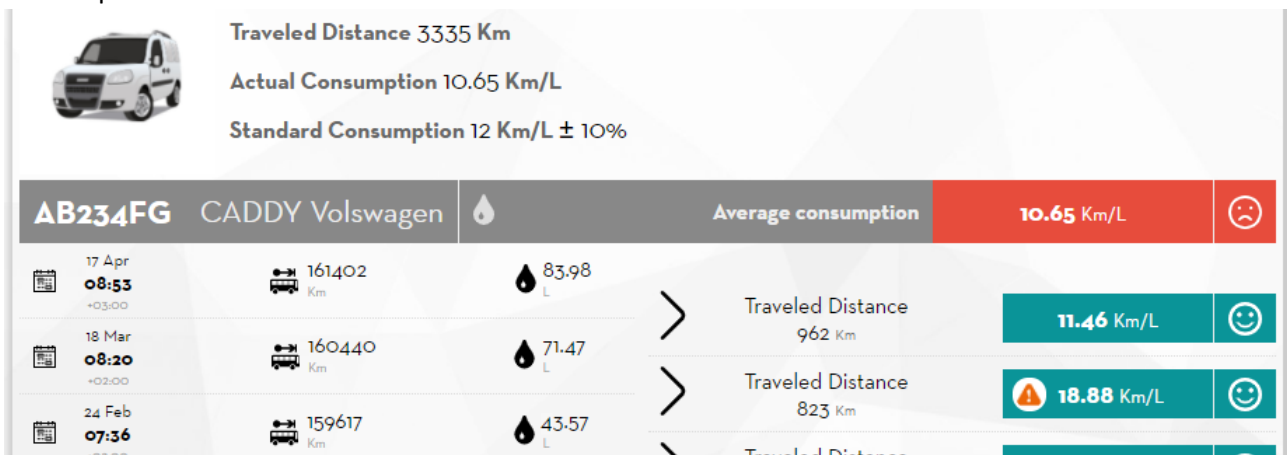 Traveled Distance 3335 Km
Actual Consumption 10.65 Km/L
Standard Consumption 12 Km/L ± 10%
AB234FG CADDY Volswagen Average consumption 10.65 Km/L
17 Apr
08:53
+03:00
161402
Km
83.98
L
Traveled Distance
962 Km
11.46 Km/L
18 Mar
08:20
+02:00
160440
Km
71.47
L
Traveled Distance
823 Km
18.88 Km/L
24 Feb
07:36
159617
Km
43.57
L
Traveled Distance